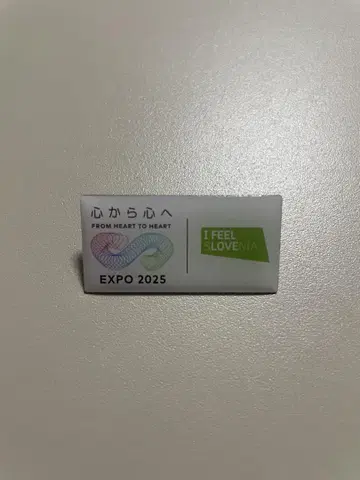 心から心へ
FROM HEART TO HEART
EXPO 2025
I FEEL
SLOVENIA